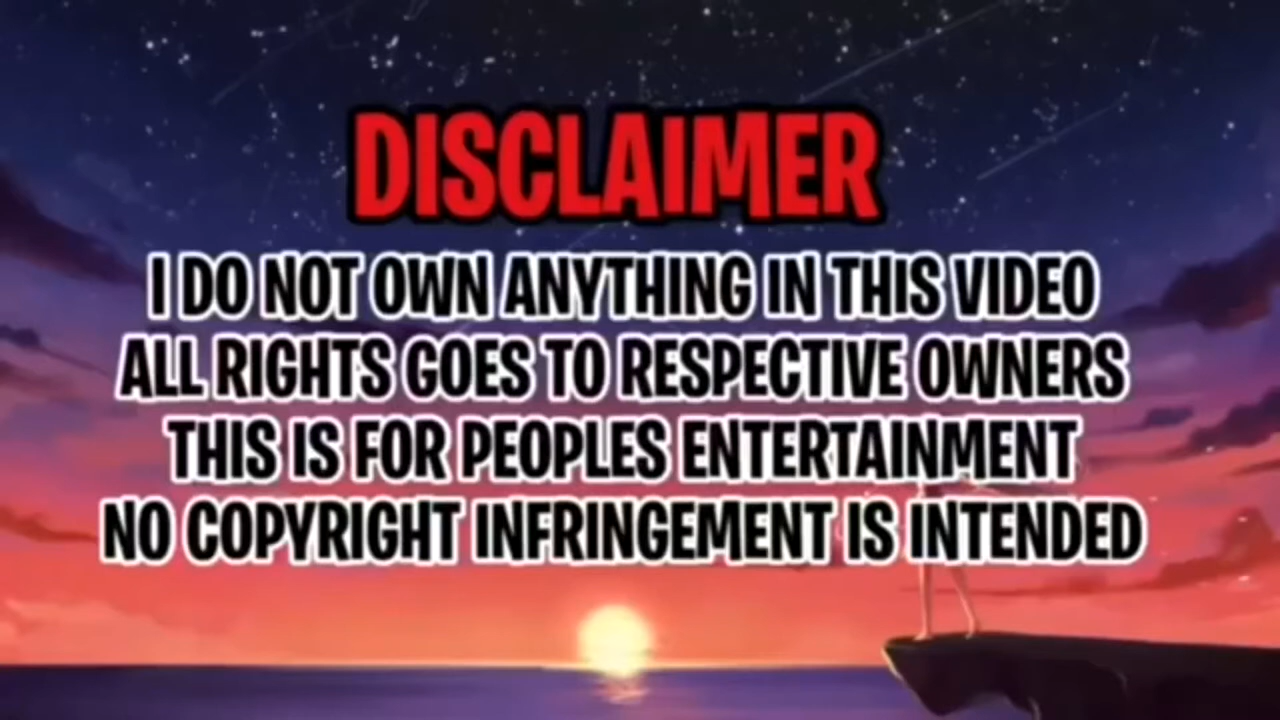 DISCLAIMER
I DO NOT OWN ANYTHING IN THIS VIDEO
ALL RIGHTS GOES TO RESPECTIVE OWNERS
THIS IS FOR PEOPLES ENTERTAINMENT
NO COPYRIGHT INFRINGEMENT IS INTENDED